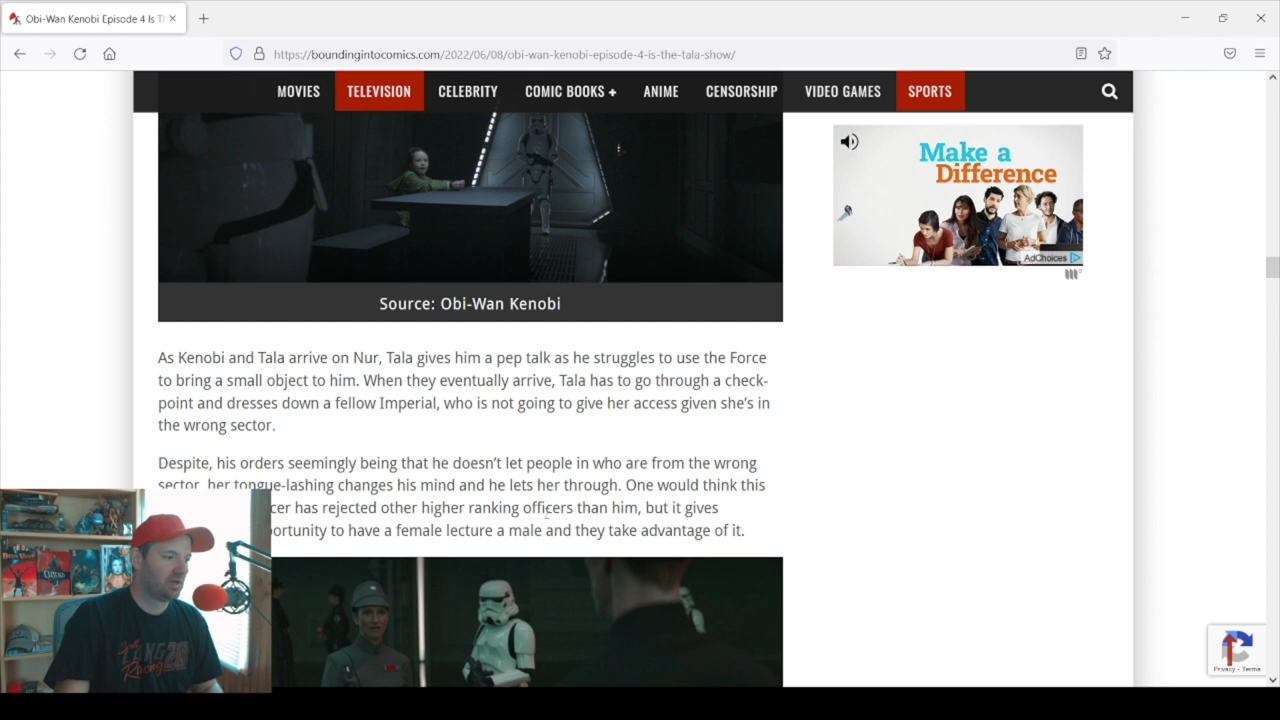 Obi-Wan Kenobi Episode 4 Is Th
https://boundingintocomics.com/2022/06/08/obi-wan-kenobi-episode-4-is-the-tala-show/
MOVIES TELEVISION CELEBRITY COMIC BOOKS + ANIME CENSORSHIP VIDEO GAMES SPORTS
Make a
Difference
AdChoices
Source: Obi-Wan Kenobi
As Kenobi and Tala arrive on Nur, Tala gives him a pep talk as he struggles to use the Force
to bring a small object to him. When they eventually arrive, Tala has to go through a check-
point and dresses down a fellow Imperial, who is not going to give her access given she's in
the wrong sector.
Despite, his orders seemingly being that he doesn't let people in who are from the wrong
sector, her tongue-lashing changes his mind and he lets her through. One would think this
cer has rejected other higher ranking officers than him, but it gives
portunity to have a female lecture a male and they take advantage of it.
Racing
Privacy - Terms